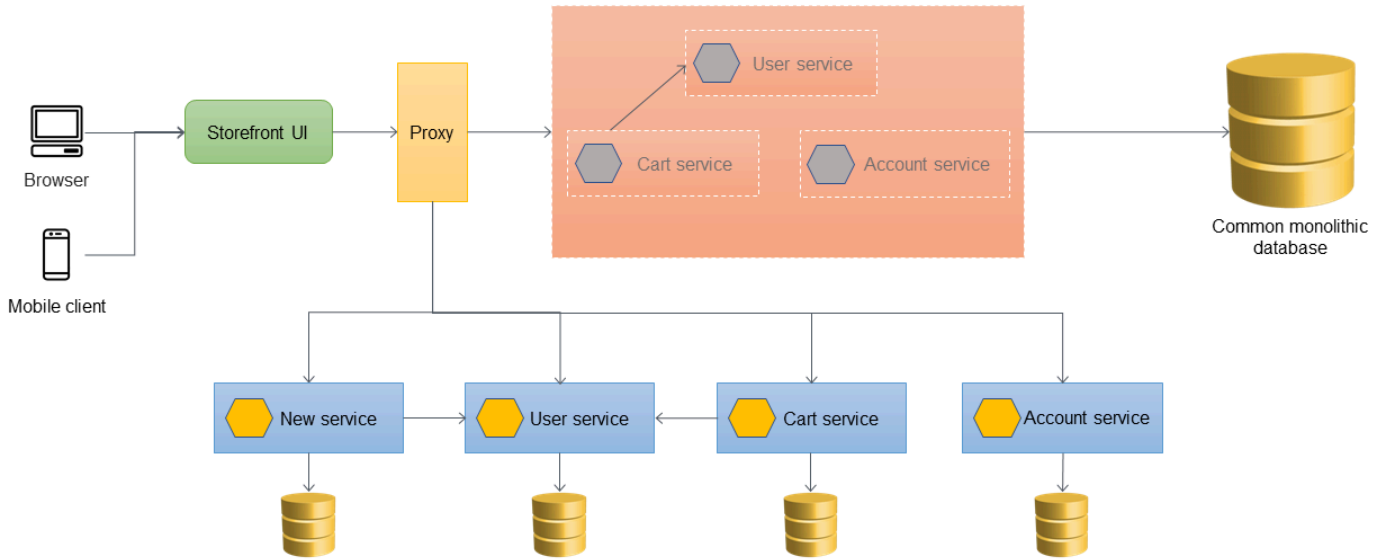 User service
Storefront UI
Proxy
Cart service
Account service
Browser
Common monolithic
database
Mobile client
New service
User service
Cart service
Account service